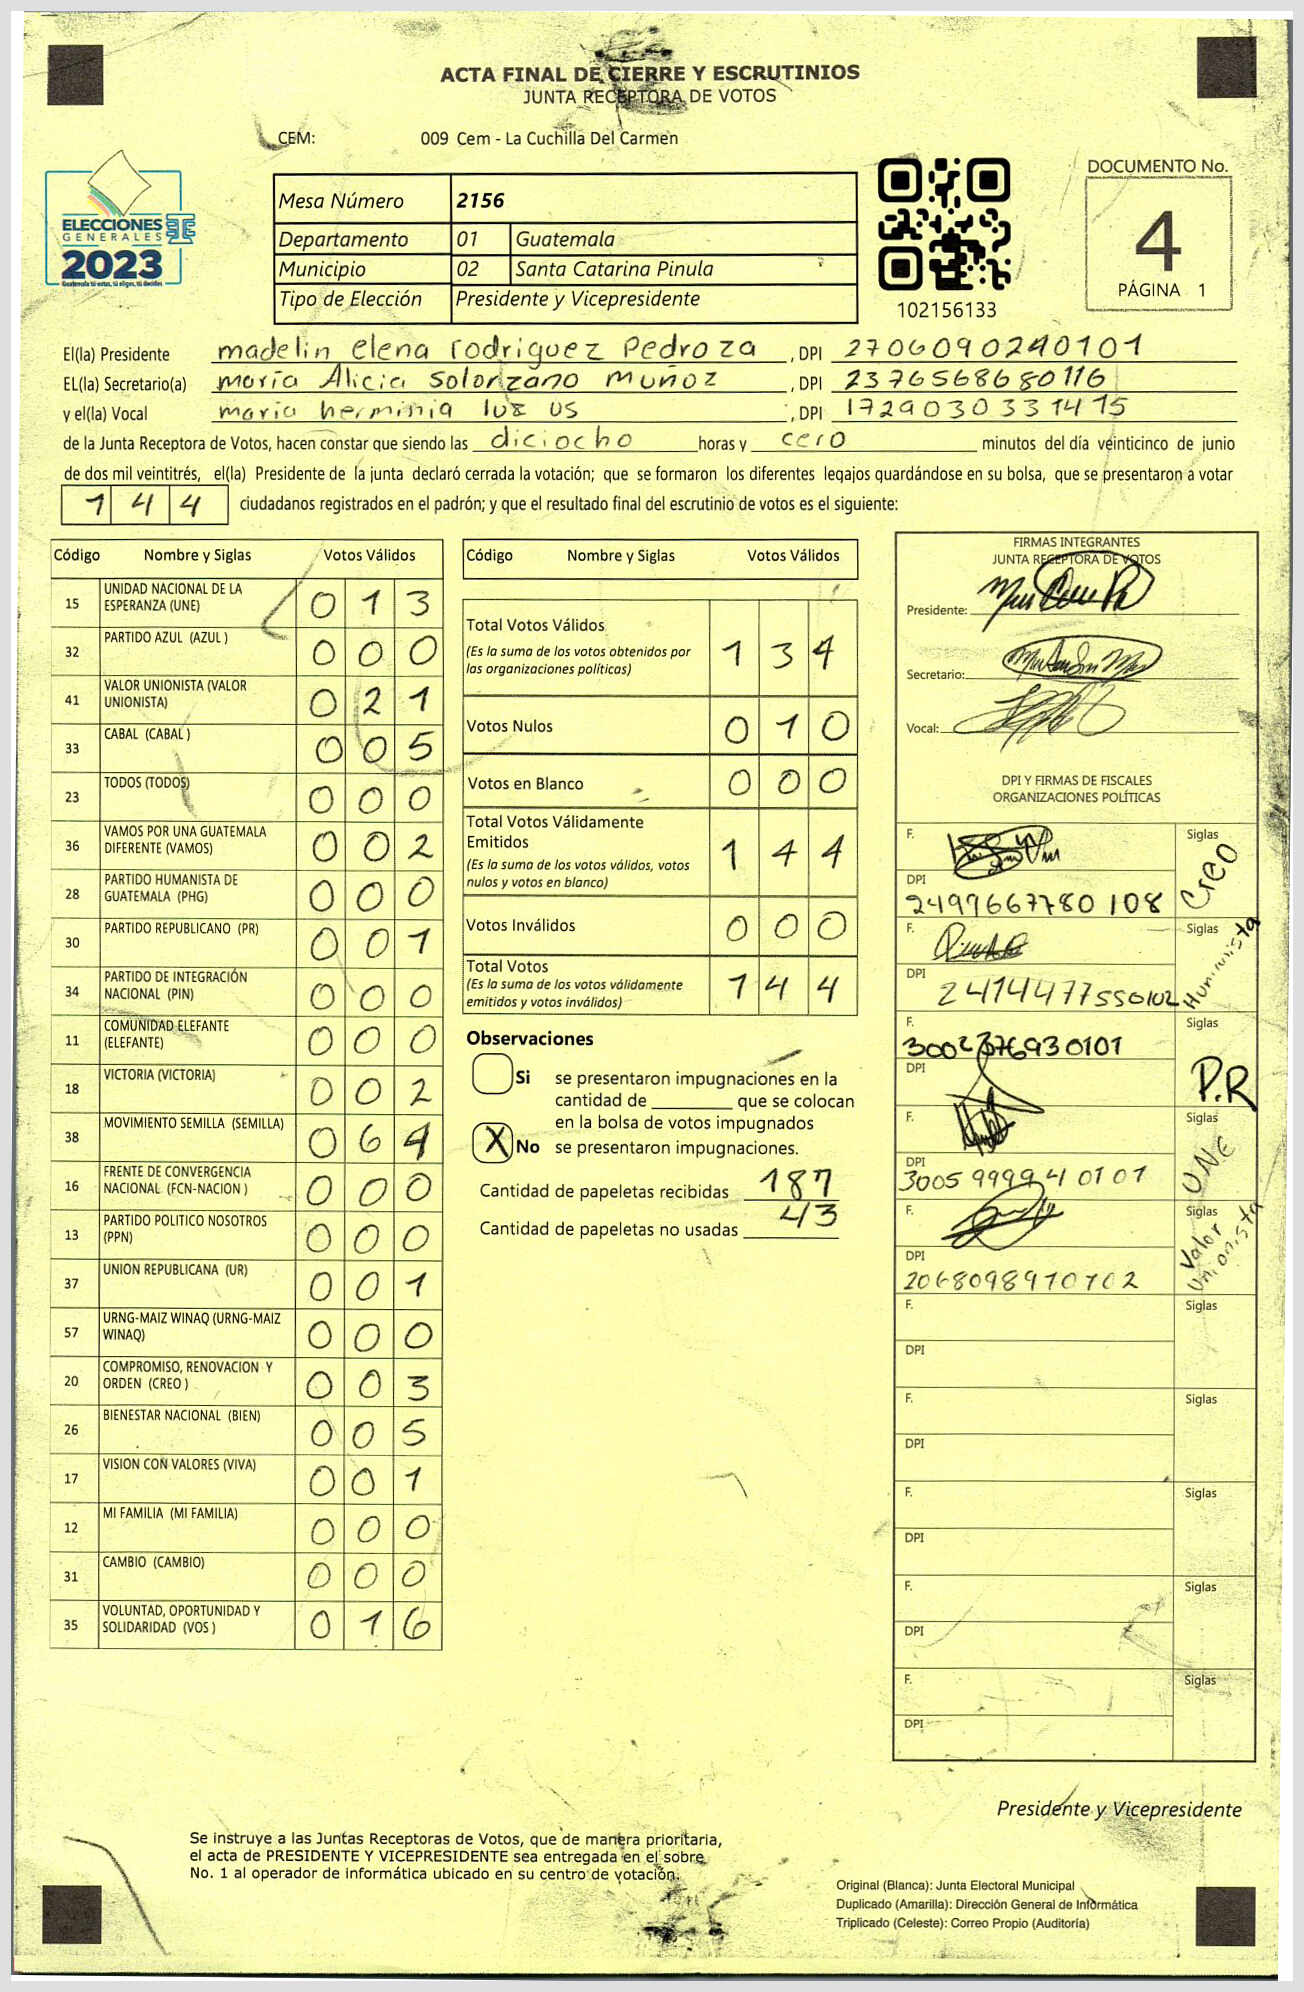 ACTA FINAL DE CIERRE Y ESCRUTINIOS
JUNTA RECEPTORA DE VOTOS
CEM: 009 Cem - La Cuchilla Del Carmen
ELECCIONES
GENERALES
2023
Guatemala tú estas, tú eliges, tú decides
Mesa Número 2156
Departamento 01 Guatemala
Municipio 02 Santa Catarina Pinula
Tipo de Elección Presidente y Vicepresidente
102156133
DOCUMENTO No.
4
PÁGINA 1
El(la) Presidente madelin elena rodriguez Pedroza, DPI 2706090240101
EL(la) Secretario(a) maría Alicia Solorzano muñoz, DPI 2376568680116
y el(la) Vocal maria herminia luz us, DPI 1729030331415
de la Junta Receptora de Votos, hacen constar que siendo las diciocho horas y cero minutos del día veinticinco de junio
de dos mil veintitrés, el(la) Presidente de la junta declaró cerrada la votación; que se formaron los diferentes legajos guardándose en su bolsa, que se presentaron a votar
144 ciudadanos registrados en el padrón; y que el resultado final del escrutinio de votos es el siguiente:
Código Nombre y Siglas Votos Válidos
15 UNIDAD NACIONAL DE LA ESPERANZA (UNE) 0 1 3
32 PARTIDO AZUL (AZUL ) 0 0 0
41 VALOR UNIONISTA (VALOR UNIONISTA) 0 2 1
33 CABAL (CABAL ) 0 0 5
23 TODOS (TODOS) 0 0 0
36 VAMOS POR UNA GUATEMALA DIFERENTE (VAMOS) 0 0 2
28 PARTIDO HUMANISTA DE GUATEMALA (PHG) 0 0 0
30 PARTIDO REPUBLICANO (PR) 0 0 1
34 PARTIDO DE INTEGRACIÓN NACIONAL (PIN) 0 0 0
11 COMUNIDAD ELEFANTE (ELEFANTE) 0 0 0
18 VICTORIA (VICTORIA) 0 0 2
38 MOVIMIENTO SEMILLA (SEMILLA) 0 6 4
16 FRENTE DE CONVERGENCIA NACIONAL (FCN-NACION ) 0 0 0
13 PARTIDO POLITICO NOSOTROS (PPN) 0 0 0
37 UNION REPUBLICANA (UR) 0 0 1
57 URNG-MAIZ WINAQ (URNG-MAIZ WINAQ) 0 0 0
20 COMPROMISO, RENOVACION Y ORDEN (CREO ) 0 0 3
26 BIENESTAR NACIONAL (BIEN) 0 0 5
17 VISION CON VALORES (VIVA) 0 0 1
12 MI FAMILIA (MI FAMILIA) 0 0 0
31 CAMBIO (CAMBIO) 0 0 0
35 VOLUNTAD, OPORTUNIDAD Y SOLIDARIDAD (VOS ) 0 1 6
Código Nombre y Siglas Votos Válidos
Total Votos Válidos 1 3 4
(Es la suma de los votos obtenidos por
las organizaciones políticas)
Votos Nulos 0 1 0
Votos en Blanco 0 0 0
Total Votos Válidamente
Emitidos 1 4 4
(Es la suma de los votos válidos, votos
nulos y votos en blanco)
Votos Inválidos 0 0 0
Total Votos 1 4 4
(Es la suma de los votos válidamente
emitidos y votos inválidos)
Observaciones
Si se presentaron impugnaciones en la
cantidad de ________ que se colocan
en la bolsa de votos impugnados
X No se presentaron impugnaciones.
Cantidad de papeletas recibidas 187
Cantidad de papeletas no usadas 43
FIRMAS INTEGRANTES
JUNTA RECEPTORA DE VOTOS
Presidente:
Secretario:
Vocal:
DPI Y FIRMAS DE FISCALES
ORGANIZACIONES POLÍTICAS
F. Siglas Creo
DPI 2499667780108
F. Siglas Humanista
DPI 2414477550102
F. 3002376930101 Siglas P.R
DPI
F. Siglas UNE
DPI 3005999940101
F. Siglas Valor Unionista
DPI 2068098970702
F. Siglas
DPI
F. Siglas
DPI
F. Siglas
DPI
F. Siglas
DPI
F. Siglas
DPI
Presidente y Vicepresidente
Se instruye a las Juntas Receptoras de Votos, que de manera prioritaria,
el acta de PRESIDENTE Y VICEPRESIDENTE sea entregada en el sobre
No. 1 al operador de informática ubicado en su centro de votación.
Original (Blanca): Junta Electoral Municipal
Duplicado (Amarilla): Dirección General de Informática
Triplicado (Celeste): Correo Propio (Auditoría)